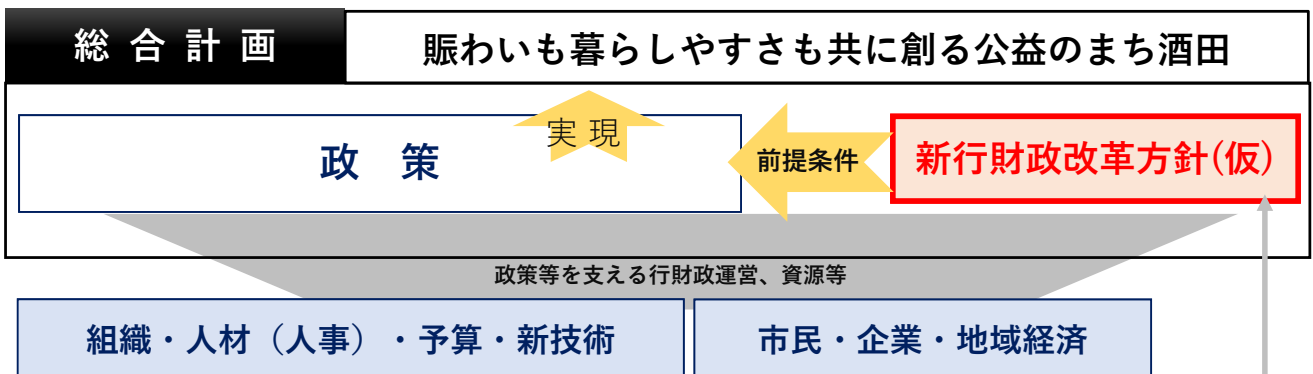 総合計画
賑わいも暮らしやすさも共に創る公益のまち酒田
実現
政 策
前提条件
新行財政改革方針(仮)
政策等を支える行財政運営、資源等
組織・人材（人事）・予算・新技術
市民・企業・地域経済